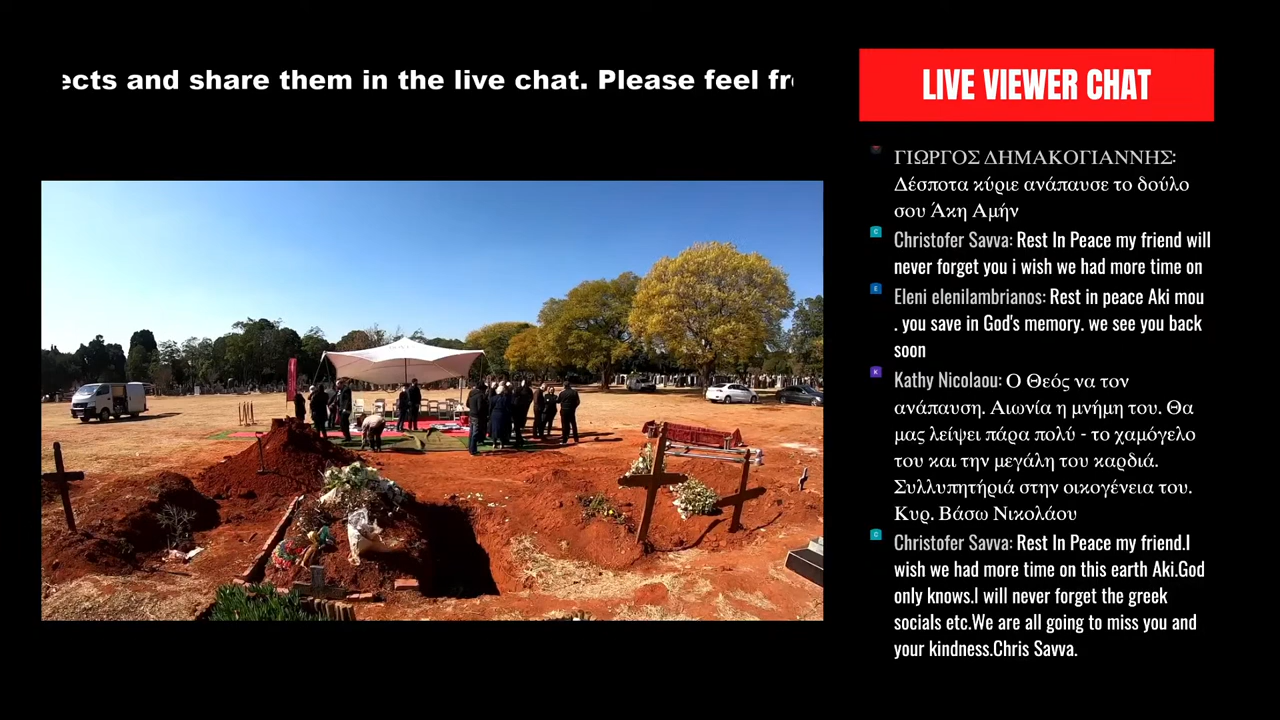 ects and share them in the live chat. Please feel fr
LIVE VIEWER CHAT
ΓΙΩΡΓΟΣ ΔΗΜΑΚΟΓΙΑΝΝΗΣ:
Δέσποτα κύριε ανάπαυσε το δούλο
σου Άκη Αμήν
Christofer Savva: Rest In Peace my friend will
never forget you i wish we had more time on
Eleni elenilambrianos: Rest in peace Aki mou
. you save in God's memory. we see you back
soon
Kathy Nicolaou: Ο Θεός να τον
ανάπαυση. Αιωνία η μνήμη του. Θα
μας λείψει πάρα πολύ - το χαμόγελο
του και την μεγάλη του καρδιά.
Συλλυπητήριά στην οικογένεια του.
Κυρ. Βάσω Νικολάου
Christofer Savva: Rest In Peace my friend.I
wish we had more time on this earth Aki.God
only knows.I will never forget the greek
socials etc.We are all going to miss you and
your kindness.Chris Savva.